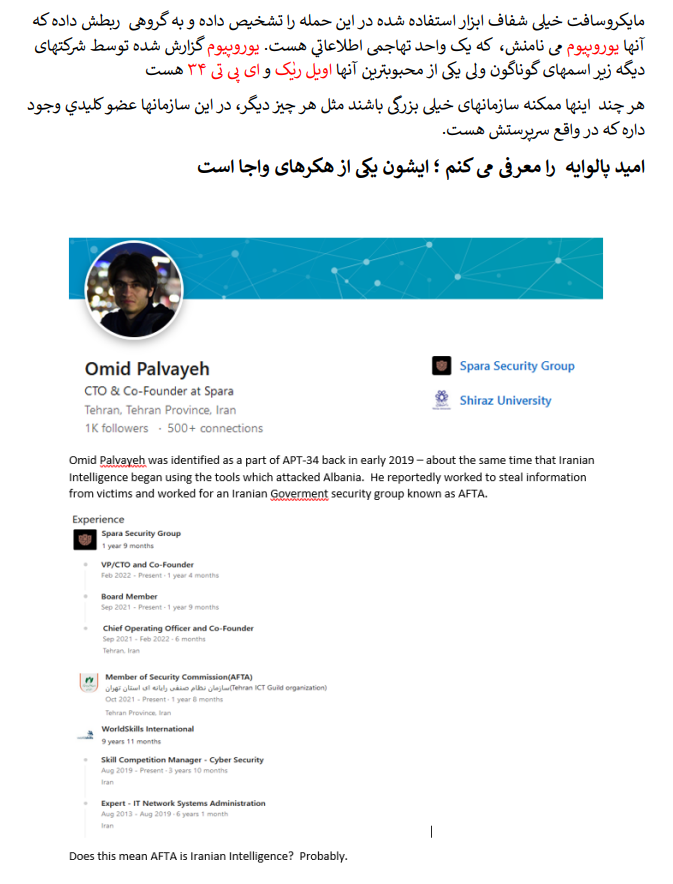 مایکروسافت خیلی شفاف ابزار استفاده شده در این حمله را تشخیص داده و به گروهی ربطش داده که
آنها یوروپیوم می نامنش، که یک واحد تهاجمی اطلاعاتي هست. یوروپیوم گزارش شده توسط شرکتهای
دیگه زیر اسمهای گوناگون ولی یکی از محبوبترین آنها اویل ریٔک و ای پی تی ۳۴ هست
هر چند اینها ممکنه سازمانهای خیلی بزرگی باشند مثل هر چیز دیگر، در این سازمانها عضو کلیدي وجود
داره که در واقع سرپرستش هست.
امید پالوایه را معرفی می کنم ؛ ایشون یکی از هکرهای واجا است
Omid Palvayeh
CTO & Co-Founder at Spara
Tehran, Tehran Province, Iran
1K followers · 500+ connections
Spara Security Group
Shiraz University
Omid Palvayeh was identified as a part of APT-34 back in early 2019 – about the same time that Iranian
Intelligence began using the tools which attacked Albania. He reportedly worked to steal information
from victims and worked for an Iranian Goverment security group known as AFTA.
Experience
Spara Security Group
1 year 9 months
VP/CTO and Co-Founder
Feb 2022 - Present · 1 year 4 months
Board Member
Sep 2021 - Present · 1 year 9 months
Chief Operating Officer and Co-Founder
Sep 2021 - Feb 2022 · 6 months
Tehran, Iran
Member of Security Commission(AFTA)
سازمان نظام صنفی رایانه ای استان تهران(Tehran ICT Guild organization)
Oct 2021 - Present · 1 year 8 months
Tehran Province, Iran
WorldSkills International
9 years 11 months
Skill Competition Manager - Cyber Security
Aug 2019 - Present · 3 years 10 months
Iran
Expert - IT Network Systems Administration
Aug 2013 - Aug 2019 · 6 years 1 month
Iran
Does this mean AFTA is Iranian Intelligence? Probably.